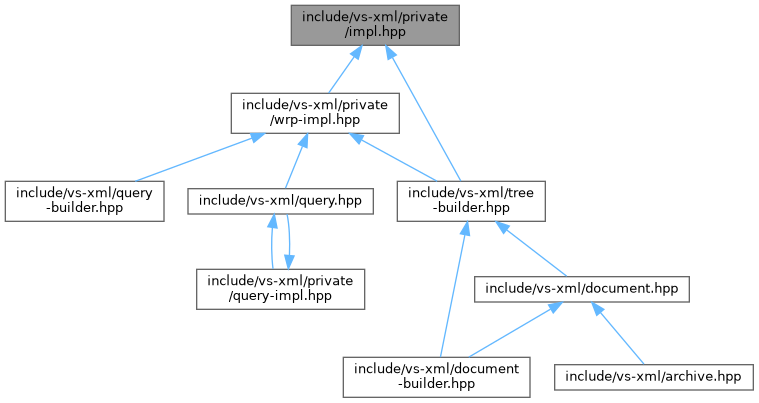 include/vs-xml/private
/impl.hpp
include/vs-xml/private
/wrp-impl.hpp
include/vs-xml/query
-builder.hpp
include/vs-xml/query.hpp
include/vs-xml/tree
-builder.hpp
include/vs-xml/private
/query-impl.hpp
include/vs-xml/document.hpp
include/vs-xml/document
-builder.hpp
include/vs-xml/archive.hpp